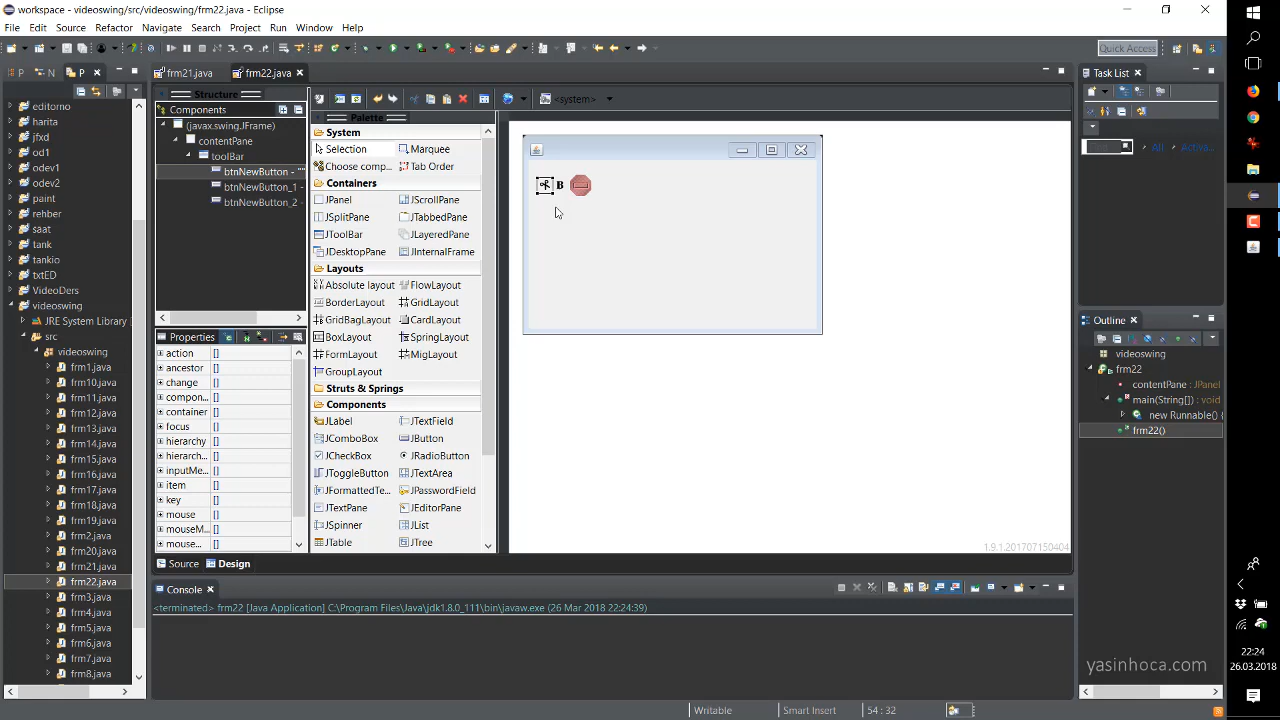 workspace - videoswing/src/videoswing/frm22.java - Eclipse
File Edit Source Refactor Navigate Search Project Run Window Help
Quick Access
P N P
frm21.java frm22.java
Task List
editorno
harita
jfxd
od1
odev1
odev2
paint
rehber
saat
tank
tankio
txtED
VideoDers
videoswing
JRE System Library
src
videoswing
frm1.java
frm10.java
frm11.java
frm12.java
frm13.java
frm14.java
frm15.java
frm16.java
frm17.java
frm18.java
frm19.java
frm2.java
frm20.java
frm21.java
frm22.java
frm3.java
frm4.java
frm5.java
frm6.java
frm7.java
frm8.java
Structure
Components
(javax.swing.JFrame)
contentPane
toolBar
btnNewButton -
btnNewButton_1 -
btnNewButton_2 -
Properties
action []
ancestor []
change []
compon... []
container []
focus []
hierarchy []
hierarch... []
inputMe... []
item []
key []
mouse []
mouseM... []
mouse... []
Source Design
<system>
Palette
System
Selection Marquee
Choose comp... Tab Order
Containers
JPanel JScrollPane
JSplitPane JTabbedPane
JToolBar JLayeredPane
JDesktopPane JInternalFrame
Layouts
Absolute layout FlowLayout
BorderLayout GridLayout
GridBagLayout CardLayout
BoxLayout SpringLayout
FormLayout MigLayout
GroupLayout
Struts & Springs
Components
JLabel JTextField
JComboBox JButton
JCheckBox JRadioButton
JToggleButton JTextArea
JFormattedTe... JPasswordField
JTextPane JEditorPane
JSpinner JList
JTable JTree
B
1.9.1.201707150404
All Activa...
Outline
videoswing
frm22
contentPane : JPanel
main(String[]) : void
new Runnable() {
frm22()
Console
<terminated> frm22 [Java Application] C:\Program Files\Java\jdk1.8.0_111\bin\javaw.exe (26 Mar 2018 22:24:39)
yasinhoca.com
Writable Smart Insert 54 : 32
22:24
26.03.2018